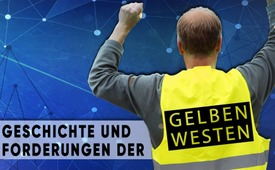 GESCHICHTE UND
FORDERUNGEN DER
GELBEN
WESTEN